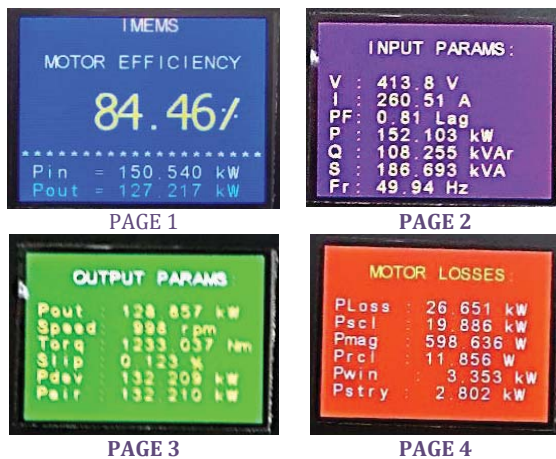 IMEMS
MOTOR EFFICIENCY
84.46%
********************
Pin = 150.540 kW
Pout = 127.217 kW
PAGE 1
INPUT PARAMS:
V : 413.8 V
I : 260.51 A
PF: 0.81 Lag
P : 152.103 kW
Q : 108.255 kVAr
S : 186.693 kVA
Fr: 49.94 Hz
PAGE 2
OUTPUT PARAMS
Pout : 128.857 kW
Speed : 998 rpm
Torq : 1233.037 Nm
Slip : 0.123 %
Pdev : 132.209 kW
Pair : 132.210 kW
PAGE 3
MOTOR LOSSES:
PLoss : 26.651 kW
Pscl : 19.886 kW
Pmag : 598.636 W
Prcl : 11.856 W
Pwin : 3.353 kW
Pstry : 2.802 kW
PAGE 4